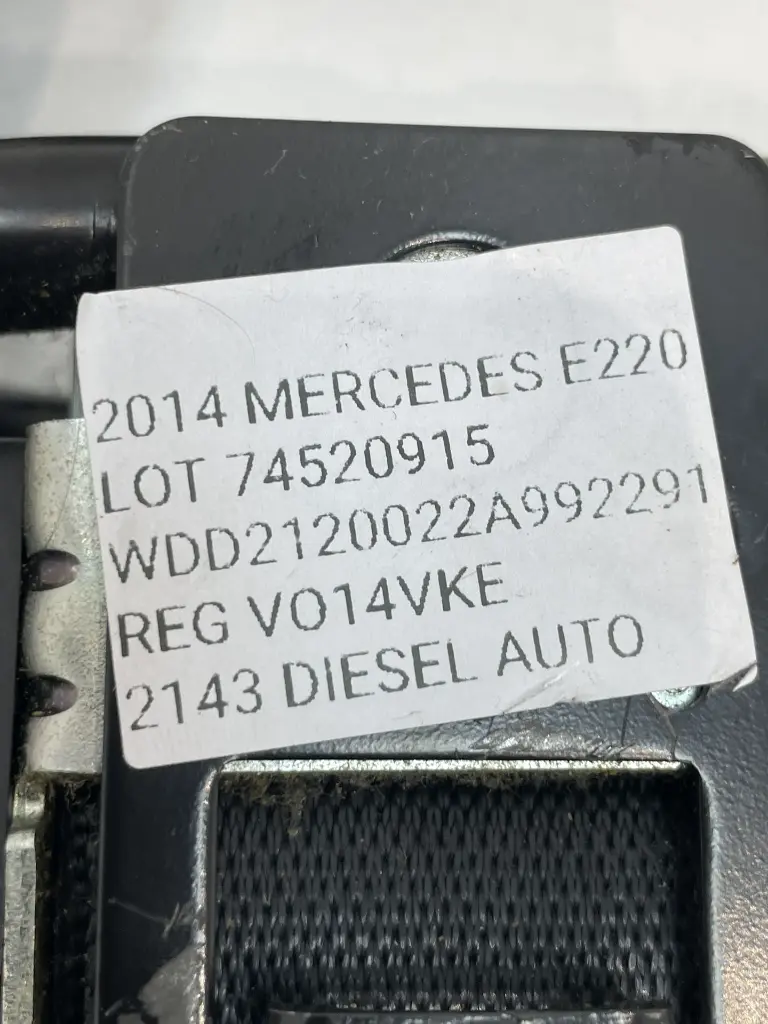 2014 MERCEDES E220
LOT 74520915
WDD2120022A992291
REG VO14VKE
2143 DIESEL AUTO